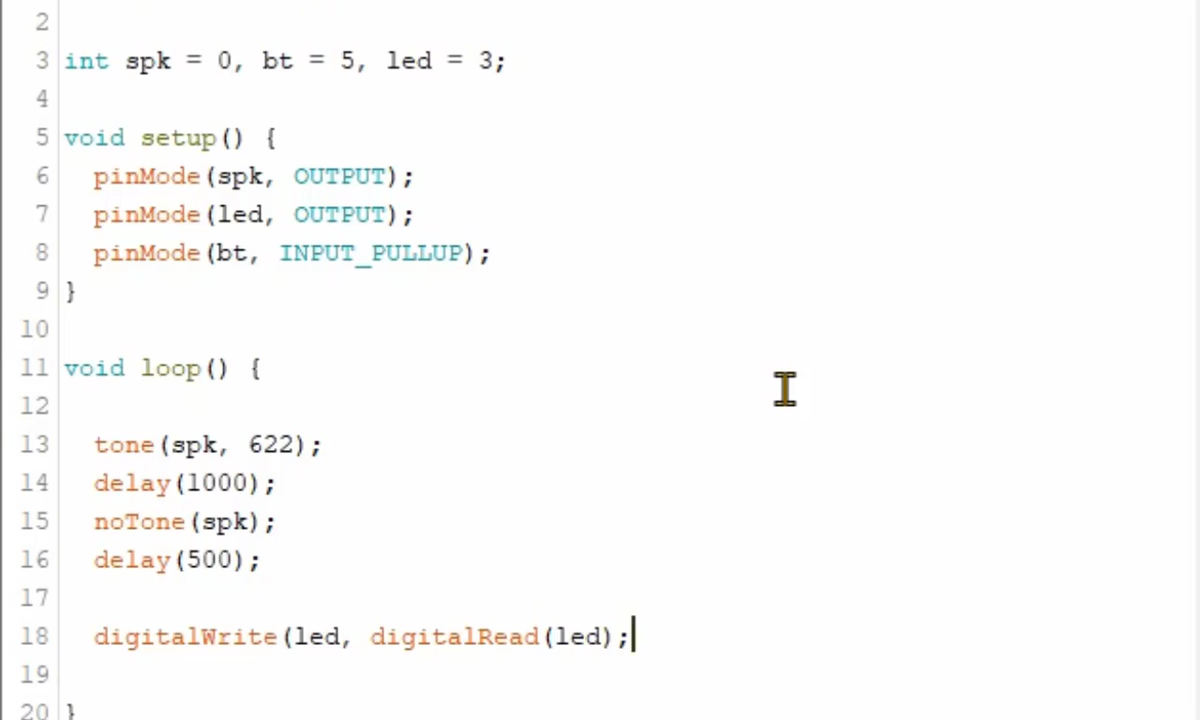 2
3 int spk = 0, bt = 5, led = 3;
4
5 void setup() {
6 pinMode(spk, OUTPUT);
7 pinMode(led, OUTPUT);
8 pinMode(bt, INPUT_PULLUP);
9 }
10
11 void loop() {
12
13 tone(spk, 622);
14 delay(1000);
15 noTone(spk);
16 delay(500);
17
18 digitalWrite(led, digitalRead(led);
19
20 }